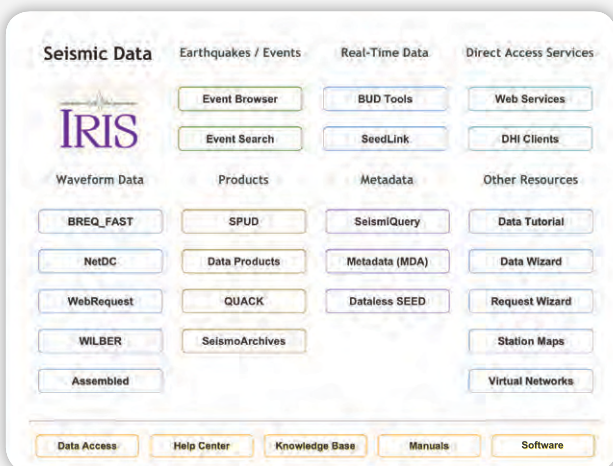 Seismic Data
Earthquakes / Events
Real-Time Data
Direct Access Services
IRIS
Event Browser
BUD Tools
Web Services
Event Search
SeedLink
DHI Clients
Waveform Data
Products
Metadata
Other Resources
BREQ_FAST
SPUD
SeismiQuery
Data Tutorial
NetDC
Data Products
Metadata (MDA)
Data Wizard
WebRequest
QUACK
Dataless SEED
Request Wizard
WILBER
SeismoArchives
Station Maps
Assembled
Virtual Networks
Data Access
Help Center
Knowledge Base
Manuals
Software